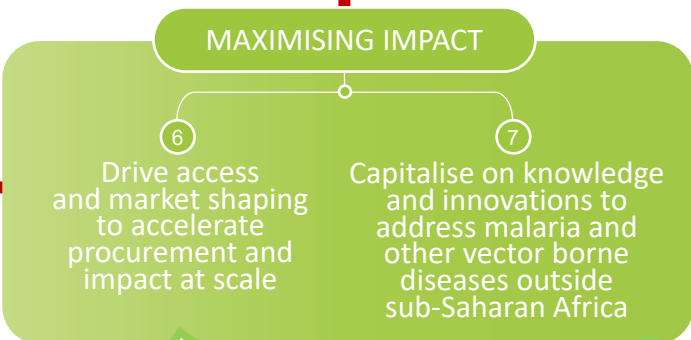 MAXIMISING IMPACT
6
Drive access
and market shaping
to accelerate
procurement and
impact at scale
7
Capitalise on knowledge
and innovations to
address malaria and
other vector borne
diseases outside
sub-Saharan Africa